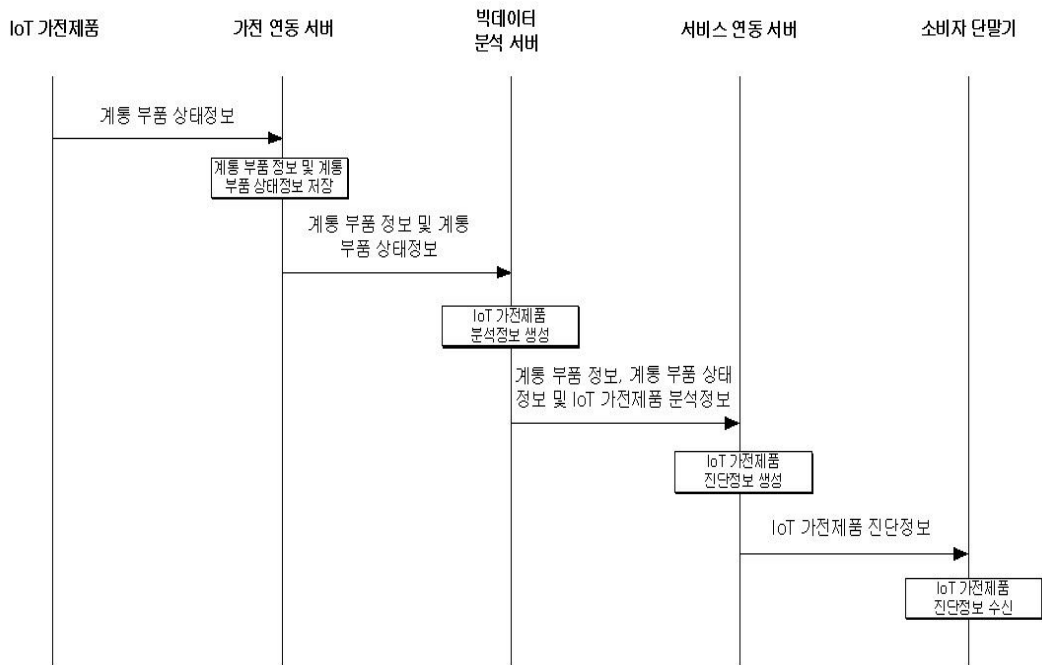 IoT 가전제품
가전 연동 서버
빅데이터
분석 서버
서비스 연동 서버
소비자 단말기
계통 부품 상태정보
계통 부품 정보 및 계통
부품 상태정보 저장
계통 부품 정보 및 계통
부품 상태정보
IoT 가전제품
분석정보 생성
계통 부품 정보, 계통 부품 상태
정보 및 IoT 가전제품 분석정보
IoT 가전제품
진단정보 생성
IoT 가전제품 진단정보
IoT 가전제품
진단정보 수신